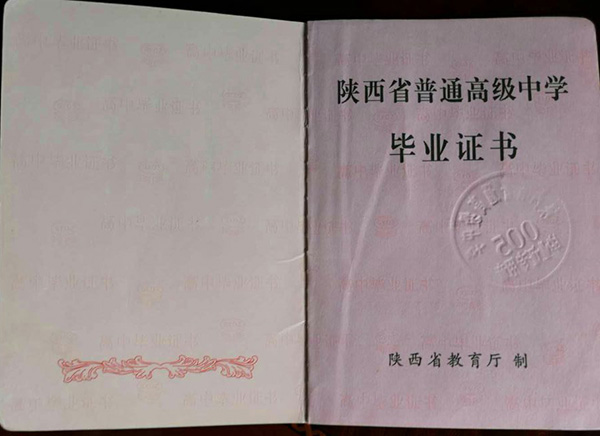 陕西省普通高级中学
毕业证书
陕西省教育厅 制